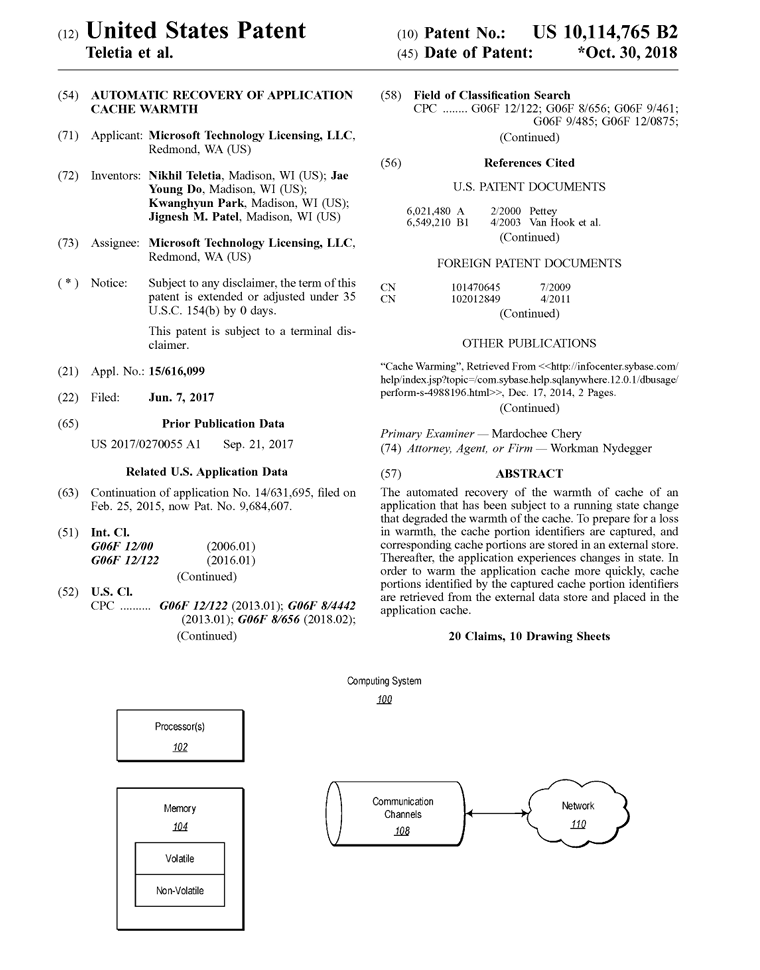 (12) United States Patent
Teletia et al.
(10) Patent No.: US 10,114,765 B2
(45) Date of Patent: *Oct. 30, 2018
(54) AUTOMATIC RECOVERY OF APPLICATION
CACHE WARMTH
(71) Applicant: Microsoft Technology Licensing, LLC,
Redmond, WA (US)
(72) Inventors: Nikhil Teletia, Madison, WI (US); Jae
Young Do, Madison, WI (US);
Kwanghyun Park, Madison, WI (US);
Jignesh M. Patel, Madison, WI (US)
(73) Assignee: Microsoft Technology Licensing, LLC,
Redmond, WA (US)
( * ) Notice: Subject to any disclaimer, the term of this
patent is extended or adjusted under 35
U.S.C. 154(b) by 0 days.
This patent is subject to a terminal dis-
claimer.
(21) Appl. No.: 15/616,099
(22) Filed: Jun. 7, 2017
(65) Prior Publication Data
US 2017/0270055 A1 Sep. 21, 2017
Related U.S. Application Data
(63) Continuation of application No. 14/631,695, filed on
Feb. 25, 2015, now Pat. No. 9,684,607.
(51) Int. Cl.
G06F 12/00 (2006.01)
G06F 12/122 (2016.01)
(Continued)
(52) U.S. Cl.
CPC .......... G06F 12/122 (2013.01); G06F 8/4442
(2013.01); G06F 8/656 (2018.02);
(Continued)
(58) Field of Classification Search
CPC ........ G06F 12/122; G06F 8/656; G06F 9/461;
G06F 9/485; G06F 12/0875;
(Continued)
(56) References Cited
U.S. PATENT DOCUMENTS
6,021,480 A 2/2000 Pettey
6,549,210 B1 4/2003 Van Hook et al.
(Continued)
FOREIGN PATENT DOCUMENTS
CN 101470645 7/2009
CN 102012849 4/2011
(Continued)
OTHER PUBLICATIONS
“Cache Warming”, Retrieved From <<http://infocenter.sybase.com/
help/index.jsp?topic=/com.sybase.help.sqlanywhere.12.0.1/dbusage/
perform-s-4988196.html>>, Dec. 17, 2014, 2 Pages.
(Continued)
Primary Examiner — Mardochee Chery
(74) Attorney, Agent, or Firm — Workman Nydegger
(57) ABSTRACT
The automated recovery of the warmth of cache of an
application that has been subject to a running state change
that degraded the warmth of the cache. To prepare for a loss
in warmth, the cache portion identifiers are captured, and
corresponding cache portions are stored in an external store.
Thereafter, the application experiences changes in state. In
order to warm the application cache more quickly, cache
portions identified by the captured cache portion identifiers
are retrieved from the external data store and placed in the
application cache.
20 Claims, 10 Drawing Sheets
Computing System
100
Processor(s)
102
Memory
104
Volatile
Non-Volatile
Communication
Channels
108
Network
110